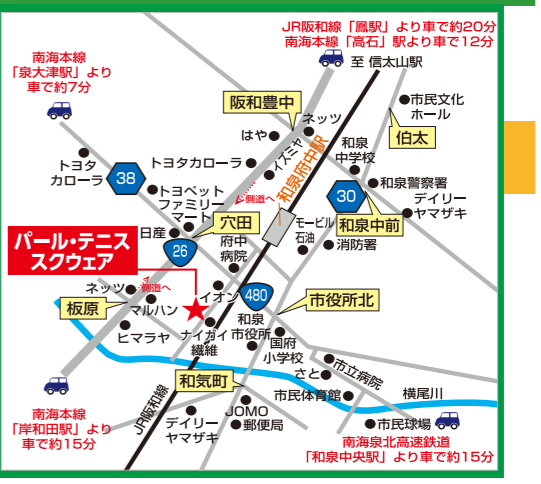 JR阪和線「鳳駅」より車で約20分
南海本線「高石」駅より車で12分
至 信太山駅
南海本線
「泉大津駅」より
車で約7分
阪和豊中
市民文化
ホール
ネッツ
はや
伯太
イズミヤ
和泉府中駅
和泉
中学校
トヨタ
カローラ
トヨタカローラ
38
和泉警察署
30
デイリー
ヤマザキ
トヨペット
ファミリー
マート
側道へ
穴田
和泉中前
日産
モービル
石油
消防署
パール・テニス
スクウェア
26
府中
病院
ネッツ
側道へ
イオン
480
市役所北
板原
マルハン
ヒマラヤ
ナイガイ
繊維
和泉
市役所
国府
小学校
さと
市立病院
和気町
市民体育館
横尾川
JR阪和線
南海本線
「岸和田駅」より
車で約15分
デイリー
ヤマザキ
JOMO
郵便局
市民球場
南海泉北高速鉄道
「和泉中央駅」より車で約15分